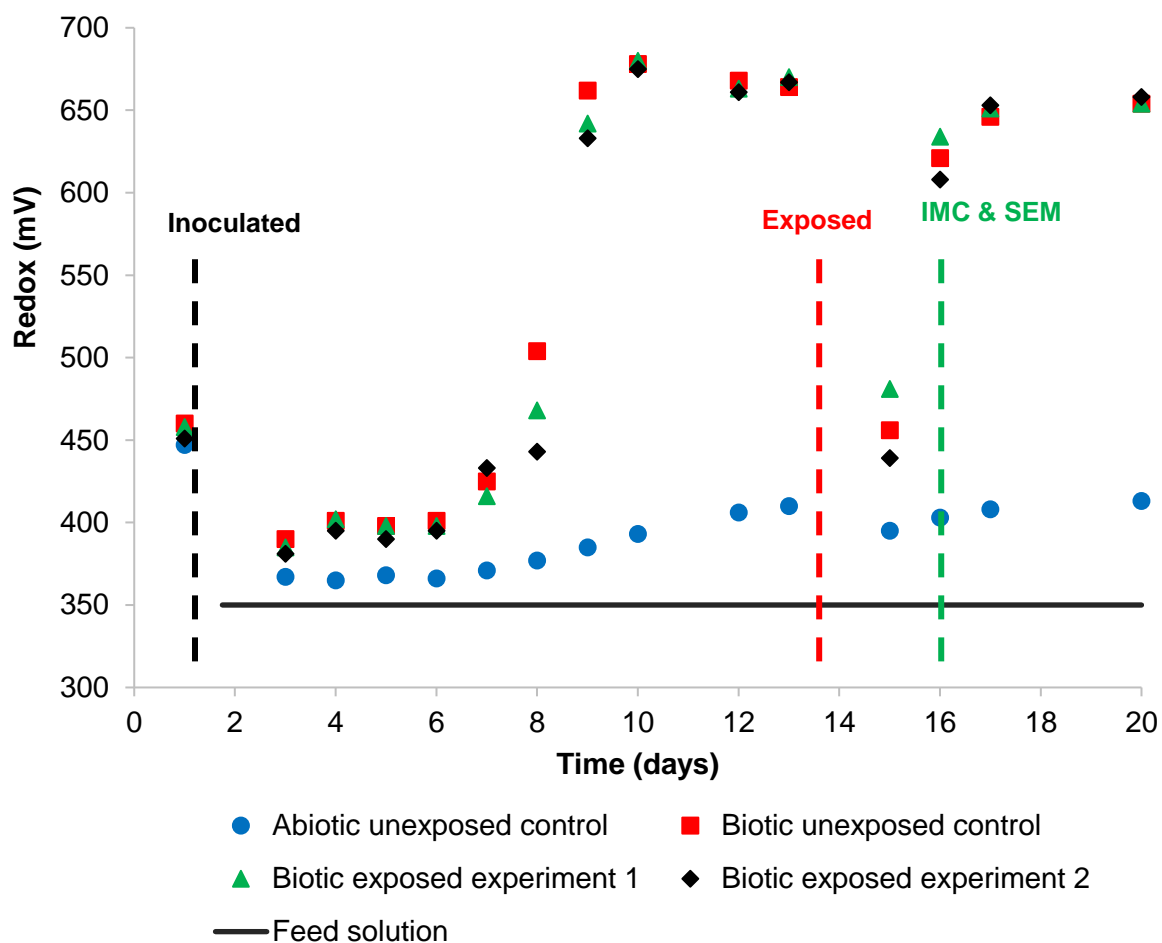 700
650
600
550
500
450
400
350
300
Redox (mV)
Inoculated
Exposed
IMC & SEM
0 2 4 6 8 10 12 14 16 18 20
Time (days)
Abiotic unexposed control
Biotic unexposed control
Biotic exposed experiment 1
Biotic exposed experiment 2
Feed solution